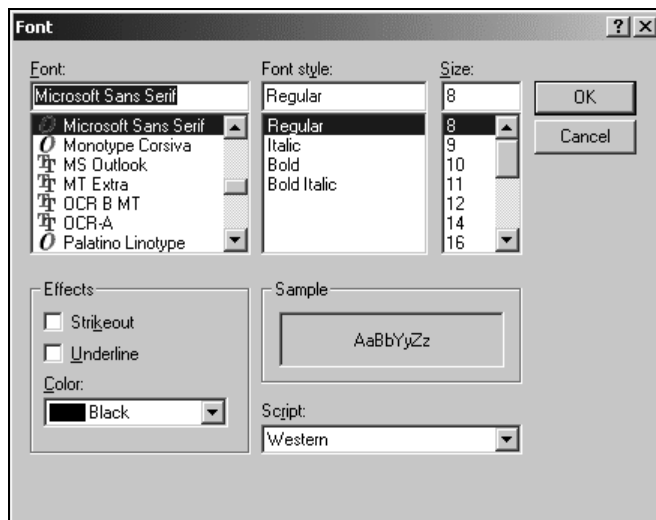 Font
Font:
Microsoft Sans Serif
Microsoft Sans Serif
Monotype Corsiva
MS Outlook
MT Extra
OCR B MT
OCR-A
Palatino Linotype
Font style:
Regular
Regular
Italic
Bold
Bold Italic
Size:
8
8
9
10
11
12
14
16
OK
Cancel
Effects
Strikeout
Underline
Color:
Black
Sample
AaBbYyZz
Script:
Western